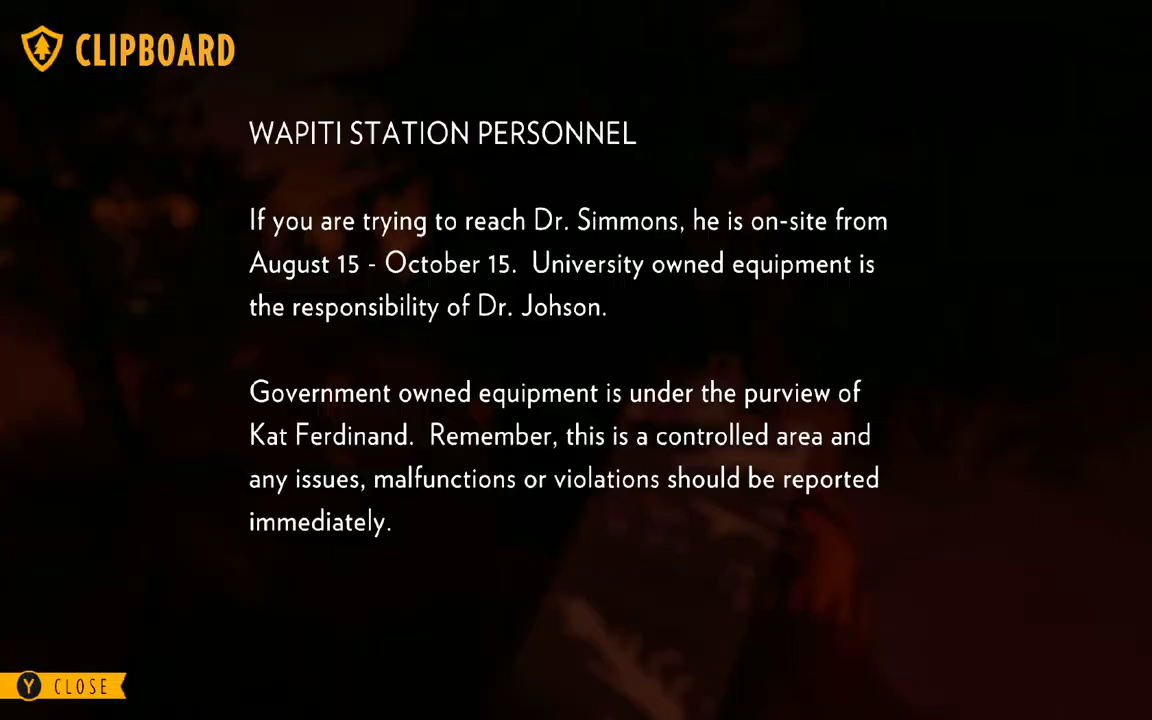 CLIPBOARD
WAPITI STATION PERSONNEL
If you are trying to reach Dr. Simmons, he is on-site from
August 15 - October 15.  University owned equipment is
the responsibility of Dr. Johson.
Government owned equipment is under the purview of
Kat Ferdinand.  Remember, this is a controlled area and
any issues, malfunctions or violations should be reported
immediately.
Y CLOSE